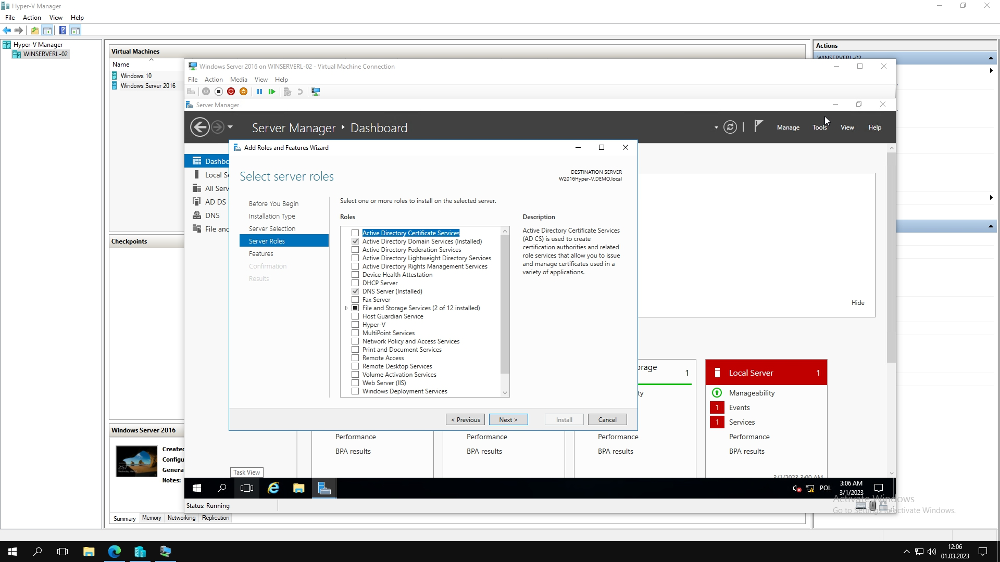 Hyper-V Manager
File Action View Help
Hyper-V Manager
WINSERVERL-02
Virtual Machines
Name
Windows 10
Windows Server 2016
Checkpoints
Windows Server 2016
Created
Configu
Genera
Notes:
2:57
Summary Memory Networking Replication
Actions
WINSERVERL-02
Windows Server 2016 on WINSERVERL-02 - Virtual Machine Connection
File Action Media View Help
Server Manager
Server Manager ‣ Dashboard
Manage Tools View Help
Dashbo
Local Se
All Serv
AD DS
DNS
File and
Add Roles and Features Wizard
Select server roles
DESTINATION SERVER
W2016Hyper-V.DEMO.local
Before You Begin
Installation Type
Server Selection
Server Roles
Features
Confirmation
Results
Select one or more roles to install on the selected server.
Roles
Active Directory Certificate Services
Active Directory Domain Services (Installed)
Active Directory Federation Services
Active Directory Lightweight Directory Services
Active Directory Rights Management Services
Device Health Attestation
DHCP Server
DNS Server (Installed)
Fax Server
File and Storage Services (2 of 12 installed)
Host Guardian Service
Hyper-V
MultiPoint Services
Network Policy and Access Services
Print and Document Services
Remote Access
Remote Desktop Services
Volume Activation Services
Web Server (IIS)
Windows Deployment Services
Description
Active Directory Certificate Services
(AD CS) is used to create
certification authorities and related
role services that allow you to issue
and manage certificates used in a
variety of applications.
< Previous Next > Install Cancel
Hide
orage 1
ty
Performance
BPA results
Performance
BPA results
Performance
BPA results
Local Server 1
Manageability
1 Events
1 Services
Performance
BPA results
3/1/2023 3:00 AM
Task View
POL
3:06 AM
3/1/2023
Status: Running
Activate Windows
Go to Settings to activate Windows.
12:06
01.03.2023